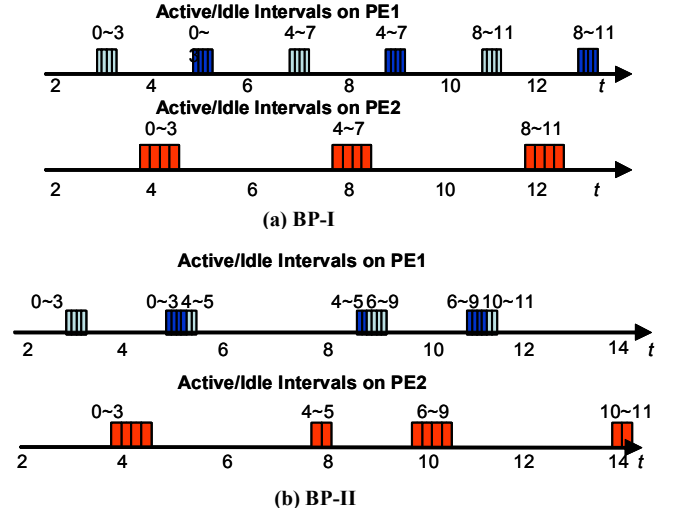 Active/Idle Intervals on PE1
0~3 0~3 4~7 4~7 8~11 8~11
2 4 6 8 10 12 t
Active/Idle Intervals on PE2
0~3 4~7 8~11
2 4 6 8 10 12 t
(a) BP-I
Active/Idle Intervals on PE1
0~3 0~3 4~5 4~5 6~9 6~9 10~11
2 4 6 8 10 12 14 t
Active/Idle Intervals on PE2
0~3 4~5 6~9 10~11
2 4 6 8 10 12 14 t
(b) BP-II